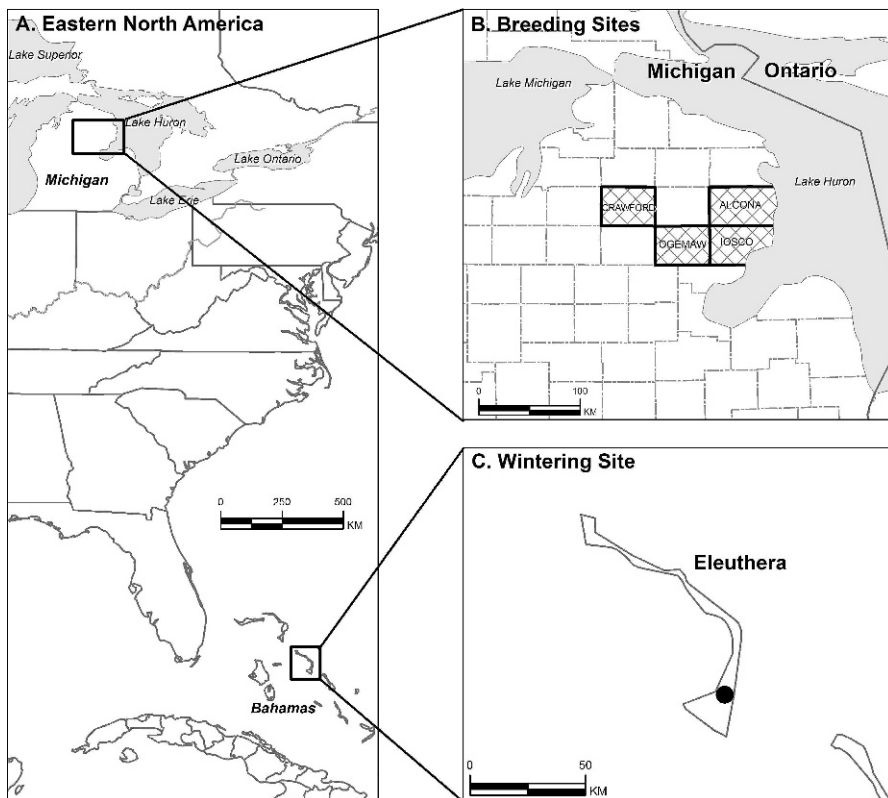 A. Eastern North America
Lake Superior
Lake Huron
Lake Ontario
Michigan
Lake Erie
0 250 500
KM
Bahamas
B. Breeding Sites
Michigan Ontario
Lake Michigan
Lake Huron
CRAWFORD
ALCONA
OGEMAW
IOSCO
0 100
KM
C. Wintering Site
Eleuthera
0 50
KM